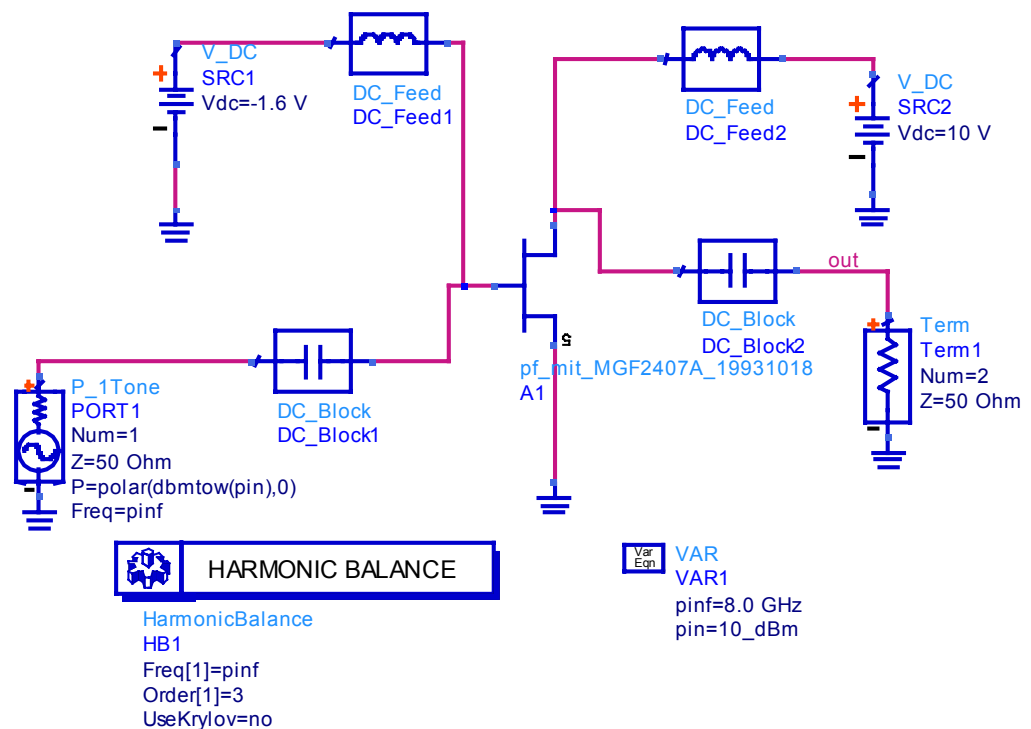 V_DC
SRC1
Vdc=-1.6 V
DC_Feed
DC_Feed1
DC_Feed
DC_Feed2
V_DC
SRC2
Vdc=10 V
out
DC_Block
DC_Block2
Term
Term1
Num=2
Z=50 Ohm
S
pf_mit_MGF2407A_19931018
A1
P_1Tone
PORT1
Num=1
Z=50 Ohm
P=polar(dbmtow(pin),0)
Freq=pinf
DC_Block
DC_Block1
HARMONIC BALANCE
HarmonicBalance
HB1
Freq[1]=pinf
Order[1]=3
UseKrylov=no
Var
Eqn
VAR
VAR1
pinf=8.0 GHz
pin=10_dBm